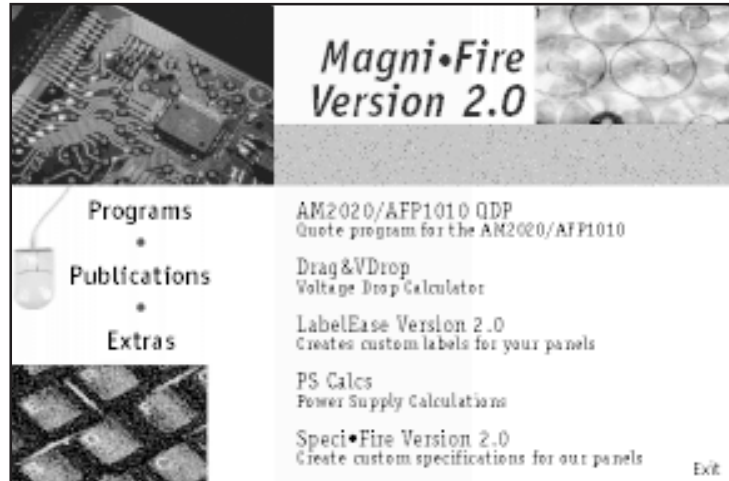 Magni•Fire
Version 2.0
Programs
•
Publications
•
Extras
AM2020/AFP1010 QDP
Quote program for the AM2020/AFP1010
Drag&VDrop
Voltage Drop Calculator
LabelEase Version 2.0
Creates custom labels for your panels
PS Calcs
Power Supply Calculations
Speci•Fire Version 2.0
Create custom specifications for our panels
Exit